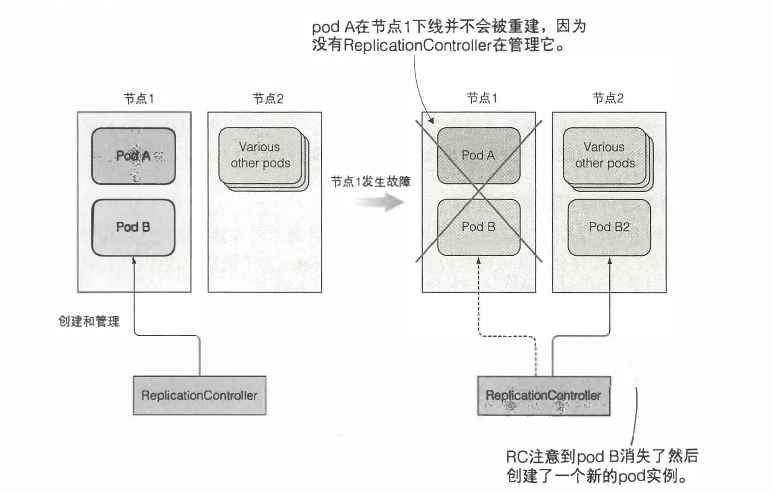 pod A在节点1下线并不会被重建，因为
没有ReplicationController在管理它。
节点1
节点2
Pod A
Pod B
Various
other pods
创建和管理
ReplicationController
节点1发生故障
节点1
节点2
Pod A
Pod B
Various
other pods
Pod B2
ReplicationController
RC注意到pod B消失了然后
创建了一个新的pod实例。